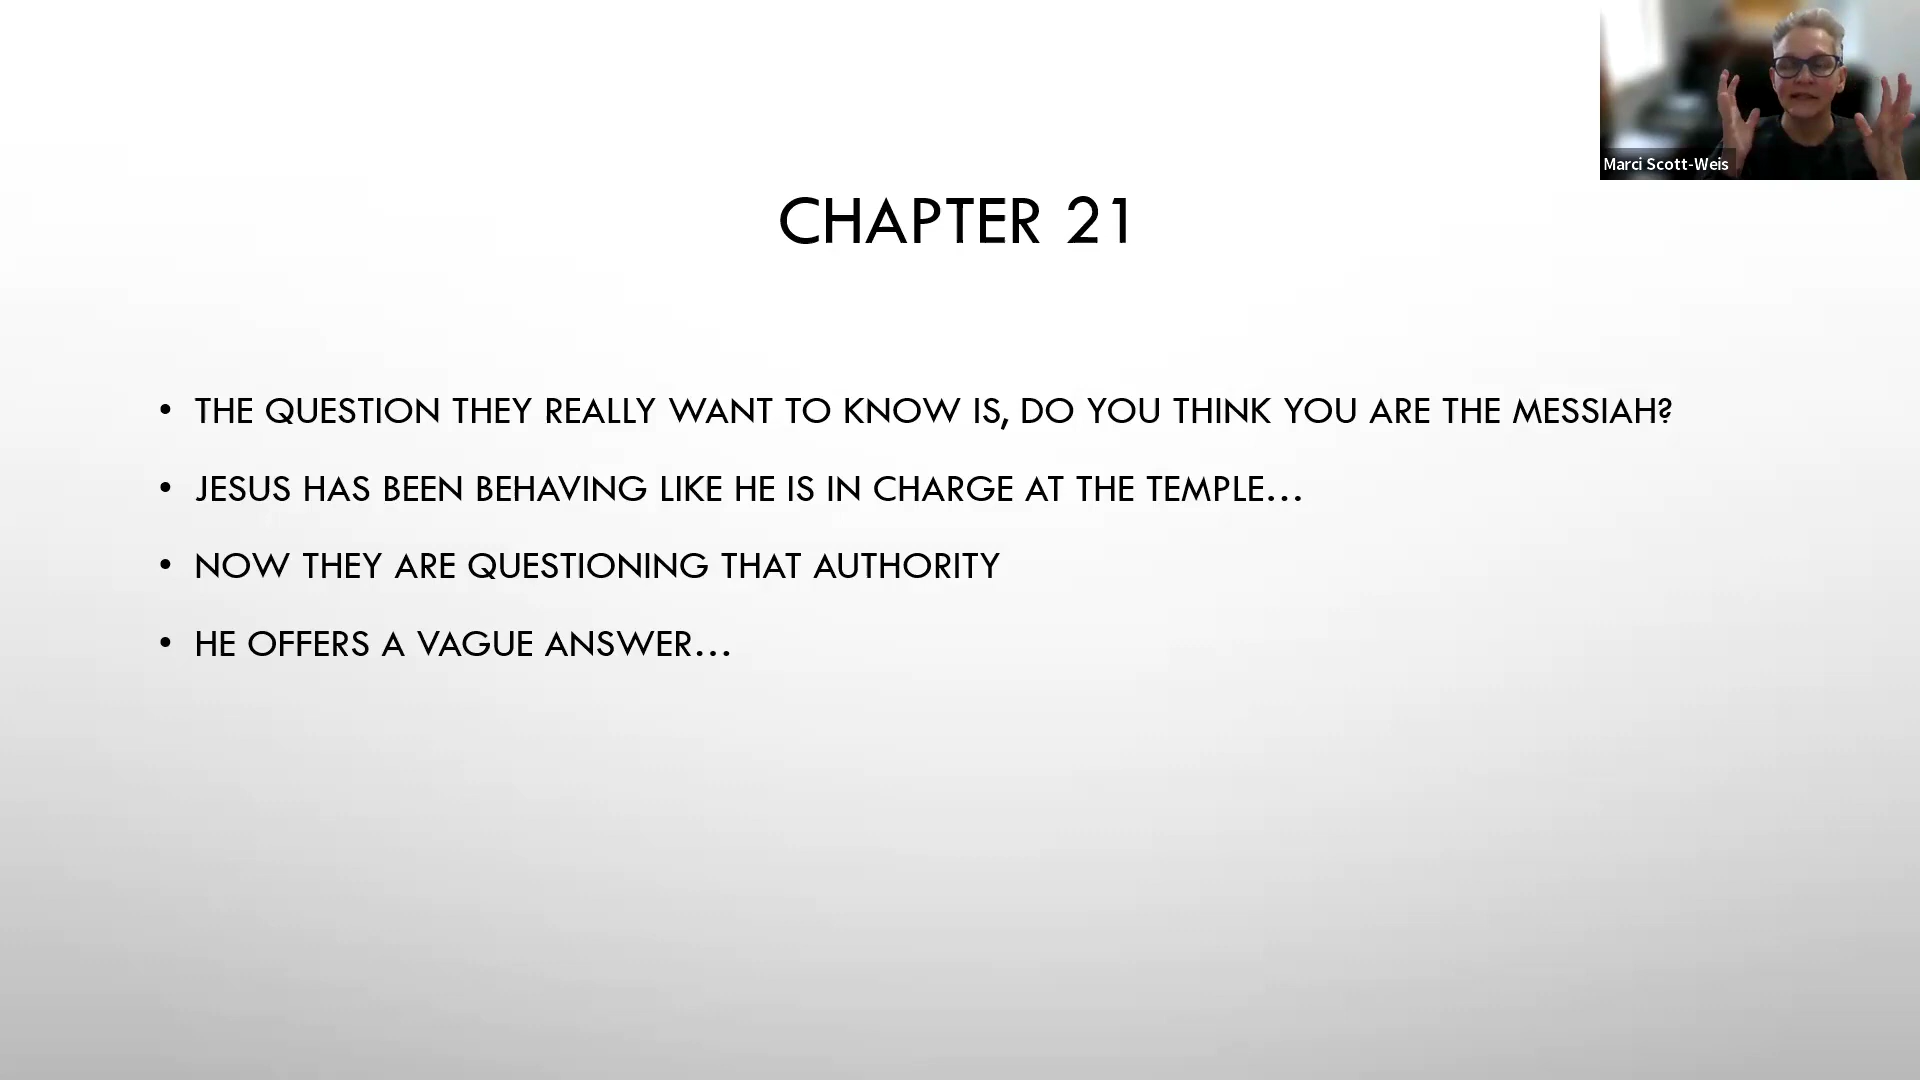 Marci Scott-Weis
CHAPTER 21
• THE QUESTION THEY REALLY WANT TO KNOW IS, DO YOU THINK YOU ARE THE MESSIAH?
• JESUS HAS BEEN BEHAVING LIKE HE IS IN CHARGE AT THE TEMPLE…
• NOW THEY ARE QUESTIONING THAT AUTHORITY
• HE OFFERS A VAGUE ANSWER…